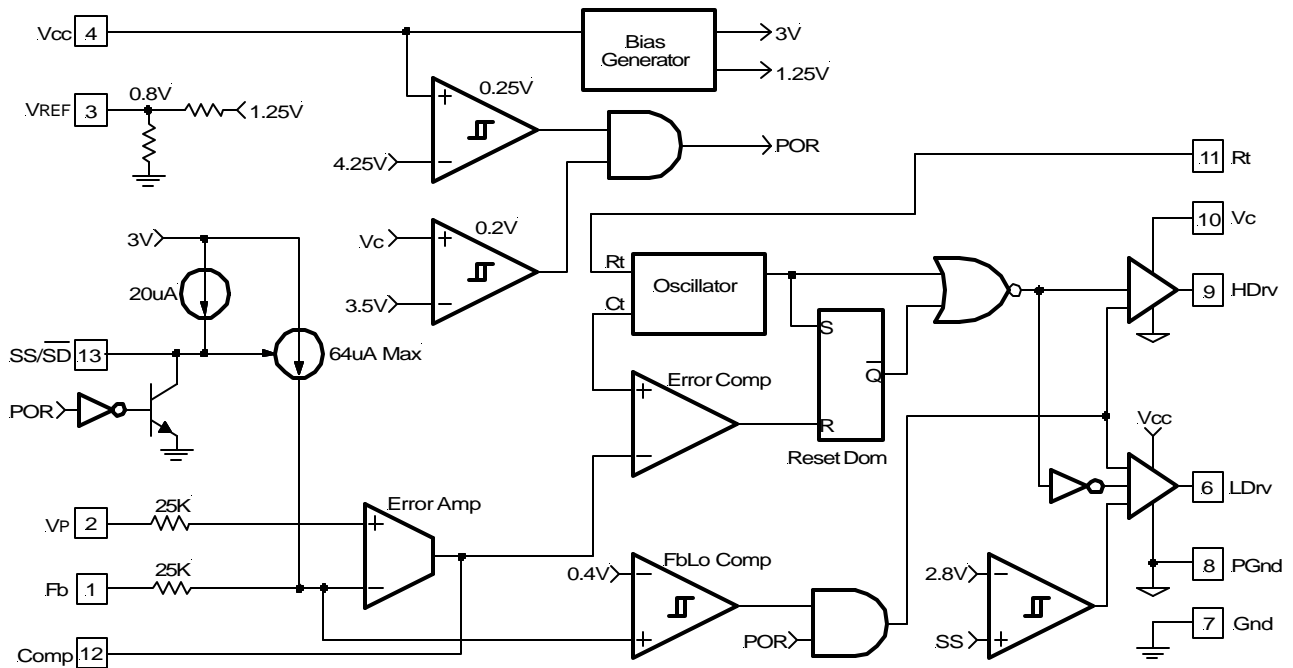 Vcc 4
Bias
Generator
3V
1.25V
0.25V
VREF 3
0.8V
1.25V
+
4.25V
−
POR
11 Rt
10 Vc
3V
Vc
+
0.2V
3.5V
−
20uA
Rt
Ct
Oscillator
9 HDrv
SS/SD 13
64uA Max
S
Q
R
Reset Dom
Error Comp
+
−
POR
Vcc
6 LDrv
VP 2
25K
Error Amp
+
−
Fb 1
25K
0.4V
−
FbLo Comp
+
POR
2.8V
−
SS
+
8 PGnd
7 Gnd
Comp 12